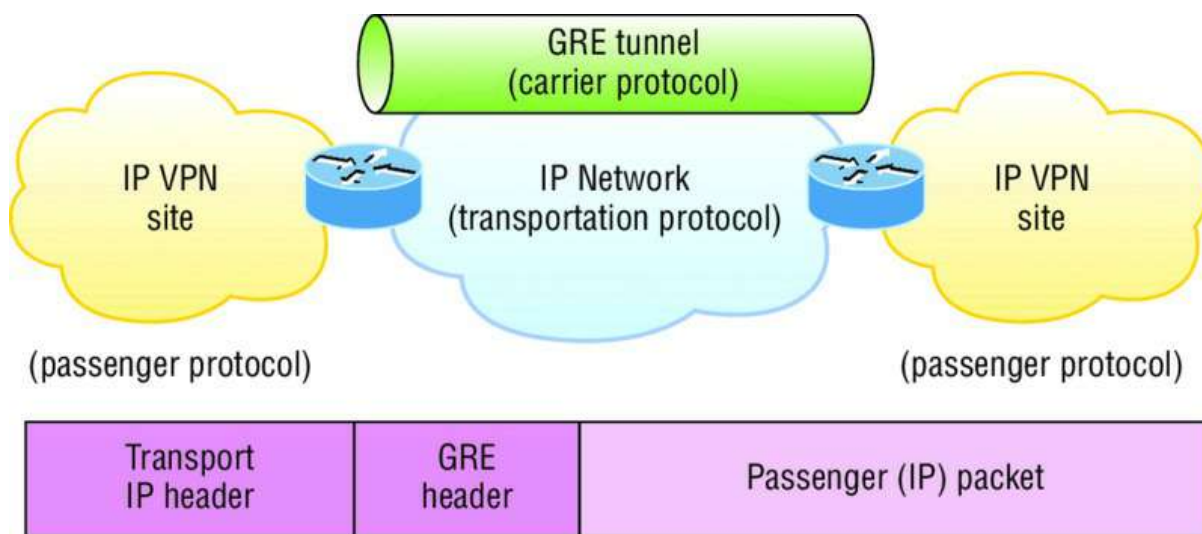 GRE tunnel
(carrier protocol)
IP VPN
site
IP Network
(transportation protocol)
IP VPN
site
(passenger protocol)
(passenger protocol)
Transport
IP header
GRE
header
Passenger (IP) packet